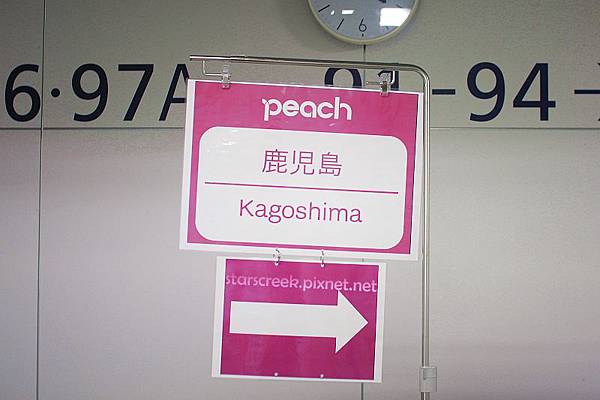 6·97A
94
peach
鹿児島
Kagoshima
starscreek.pixnet.net